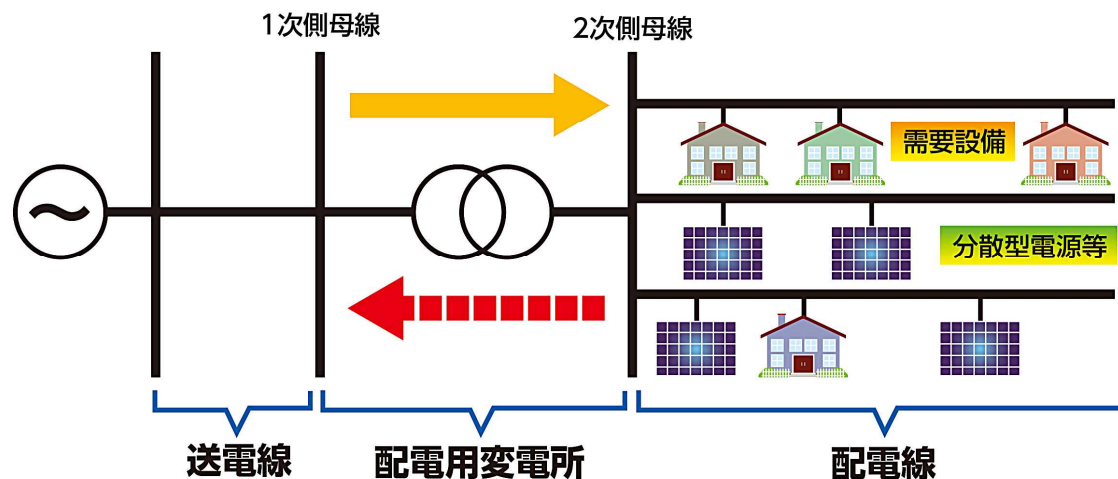 1次側母線
2次側母線
需要設備
分散型電源等
送電線
配電用変電所
配電線